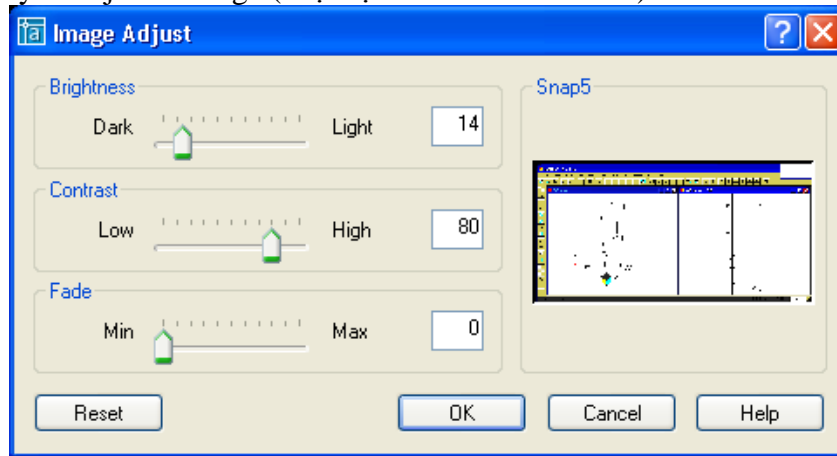 Image Adjust
Brightness
Dark Light 14
Contrast
Low High 80
Fade
Min Max 0
Snap5
Reset OK Cancel Help